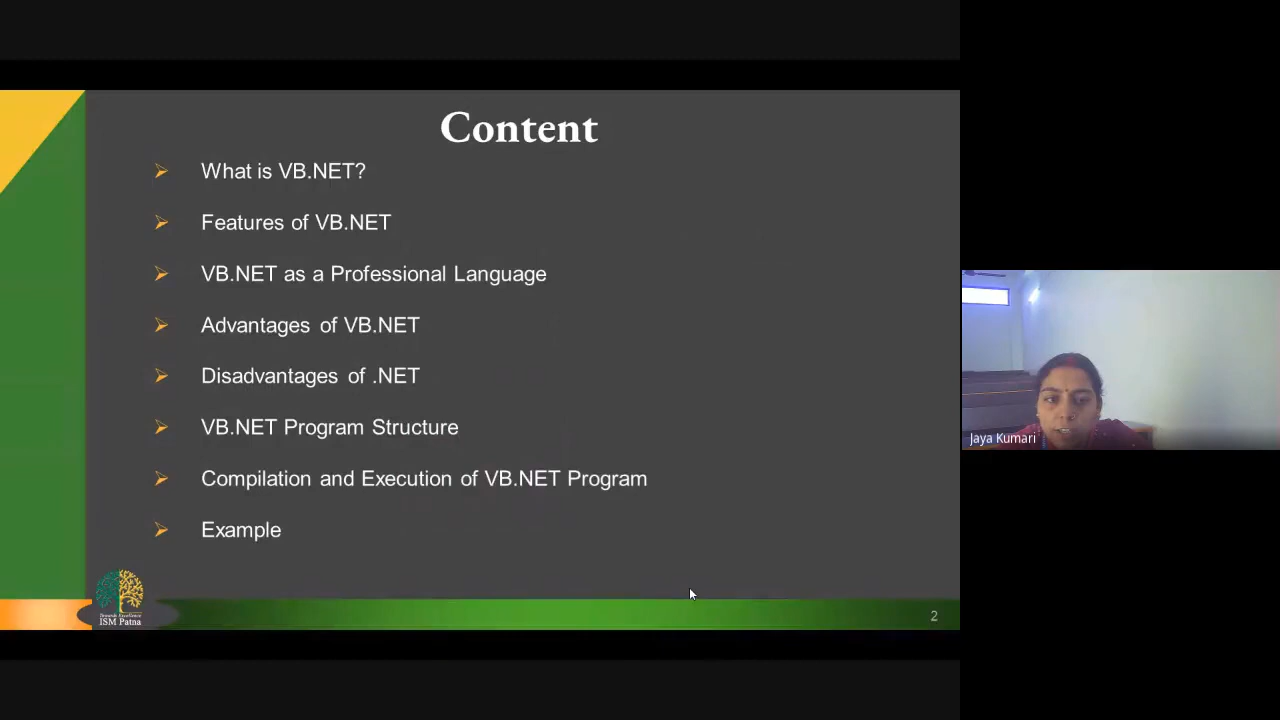 Content
What is VB.NET?
Features of VB.NET
VB.NET as a Professional Language
Advantages of VB.NET
Disadvantages of .NET
VB.NET Program Structure
Compilation and Execution of VB.NET Program
Example
Towards Excellence
ISM Patna
2
Jaya Kumari